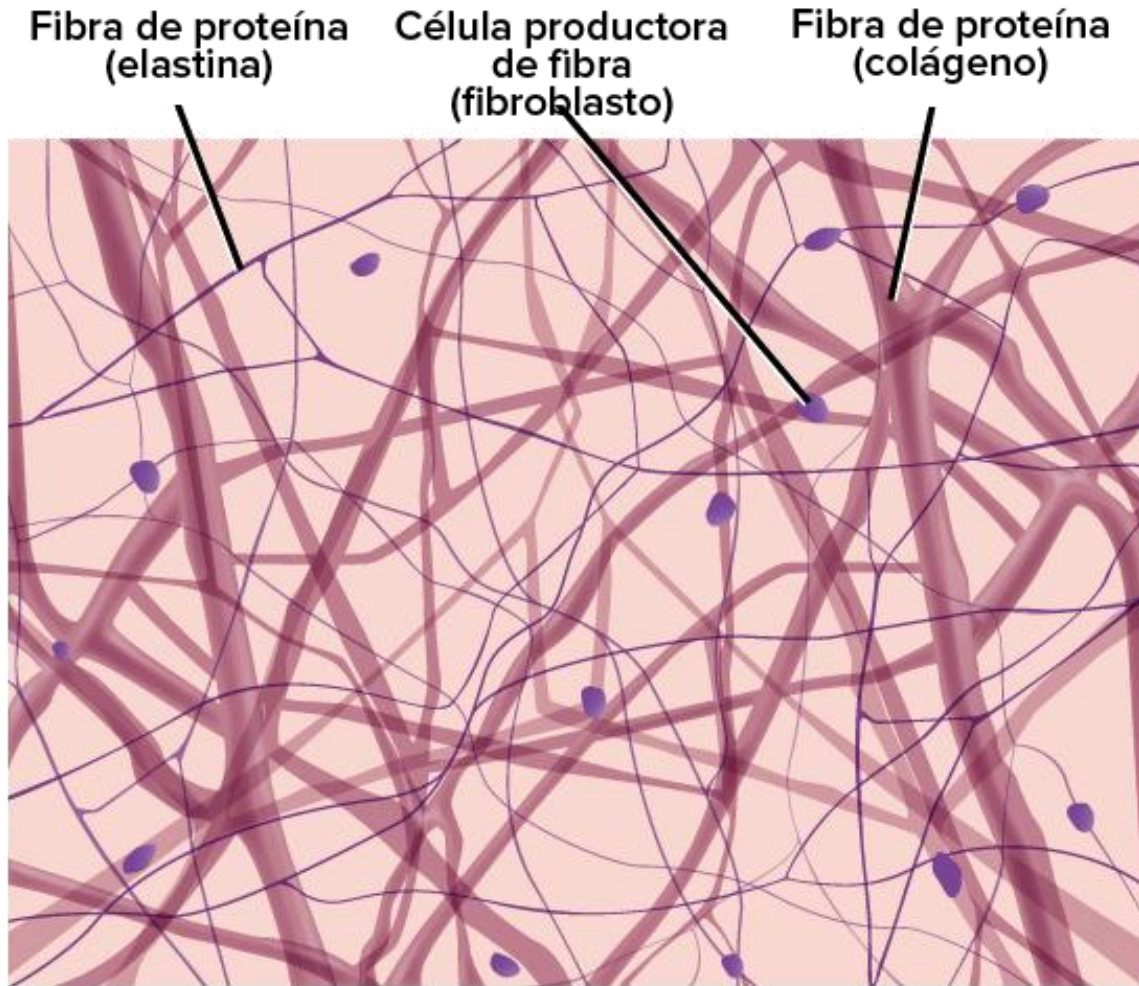 Fibra de proteína
(elastina)
Célula productora
de fibra
(fibroblasto)
Fibra de proteína
(colágeno)